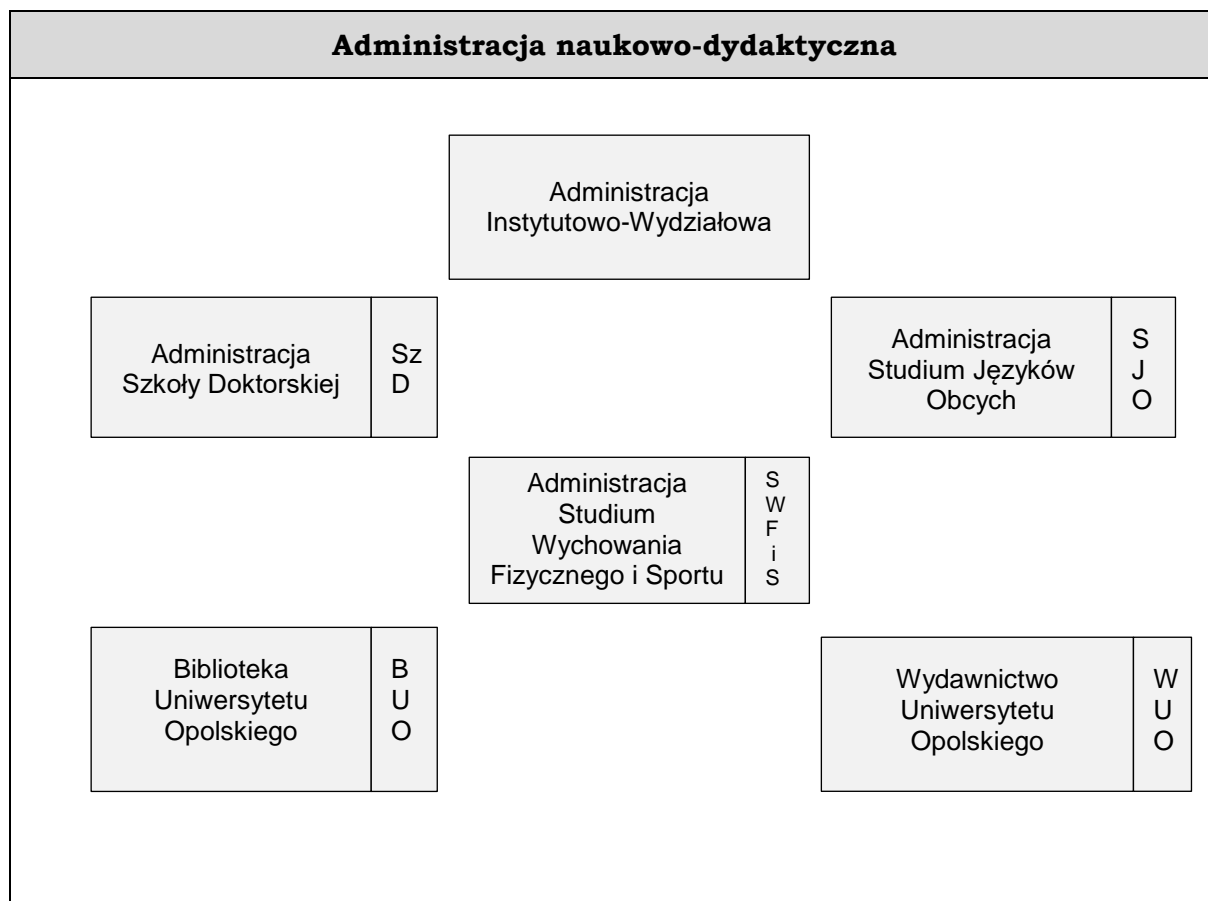 Administracja naukowo-dydaktyczna
Administracja
Instytutowo-Wydziałowa
Administracja
Szkoły Doktorskiej
Sz
D
Administracja
Studium Języków
Obcych
S
J
O
Administracja
Studium
Wychowania
Fizycznego i Sportu
S
W
F
i
S
Biblioteka
Uniwersytetu
Opolskiego
B
U
O
Wydawnictwo
Uniwersytetu
Opolskiego
W
U
O